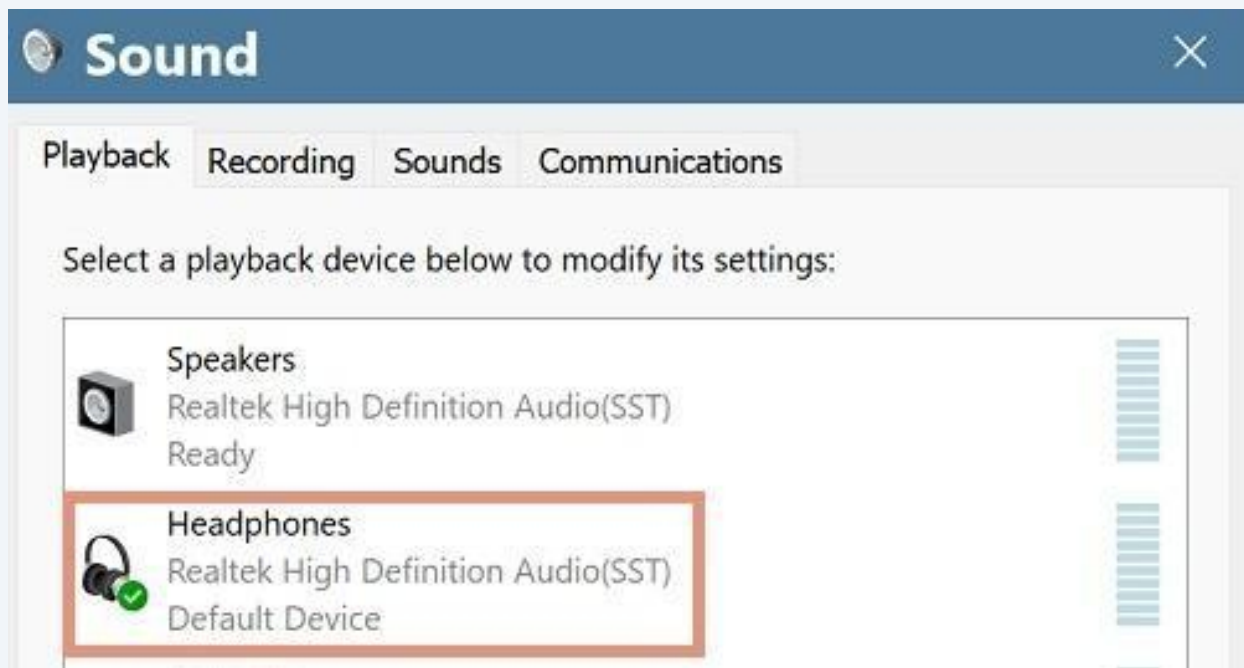 Sound
Playback Recording Sounds Communications
Select a playback device below to modify its settings:
Speakers
Realtek High Definition Audio(SST)
Ready
Headphones
Realtek High Definition Audio(SST)
Default Device